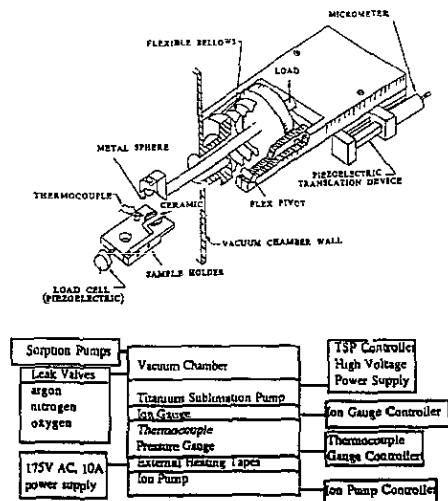 MICROMETER
FLEXIBLE BELLOWS
LOAD
METAL SPHERE
THERMOCOUPLE
CERAMIC
PIEZOELECTRIC
TRANSLATION DEVICE
FLEX PIVOT
VACUUM CHAMBER WALL
SAMPLE HOLDER
LOAD CELL
(PIEZOELECTRIC)
Sorption Pumps
Leak Valves
argon
nitrogen
oxygen
175V AC, 10A
power supply
Vacuum Chamber
Titanium Sublimation Pump
Ion Gauge
Thermocouple
Pressure Gauge
External Heating Tapes
Ion Pump
TSP Controller
High Voltage
Power Supply
Ion Gauge Controller
Thermocouple
Gauge Controller
Ion Pump Controller